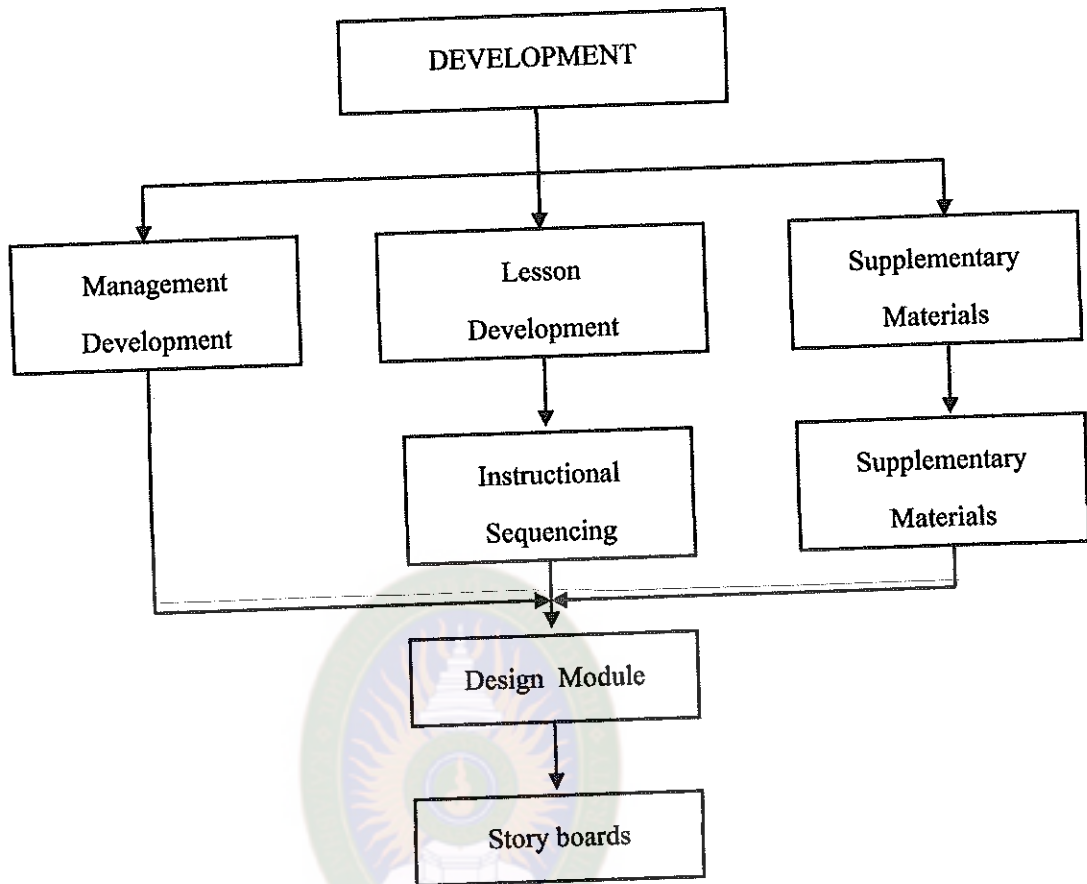 DEVELOPMENT
Management
Development
Lesson
Development
Supplementary
Materials
Instructional
Sequencing
Supplementary
Materials
Design Module
Story boards